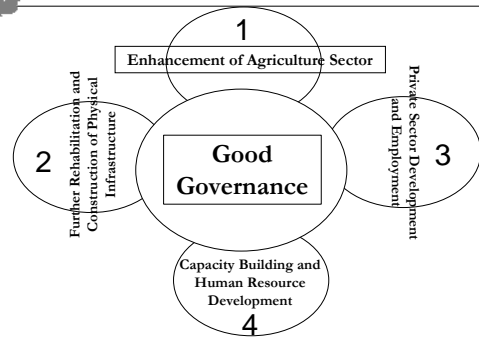 1
Enhancement of Agriculture Sector
2
Further Rehabilitation and
Construction of Physical
Infrastructure
Good
Governance
Private Sector Development
and Employment
3
Capacity Building and
Human Resource
Development
4